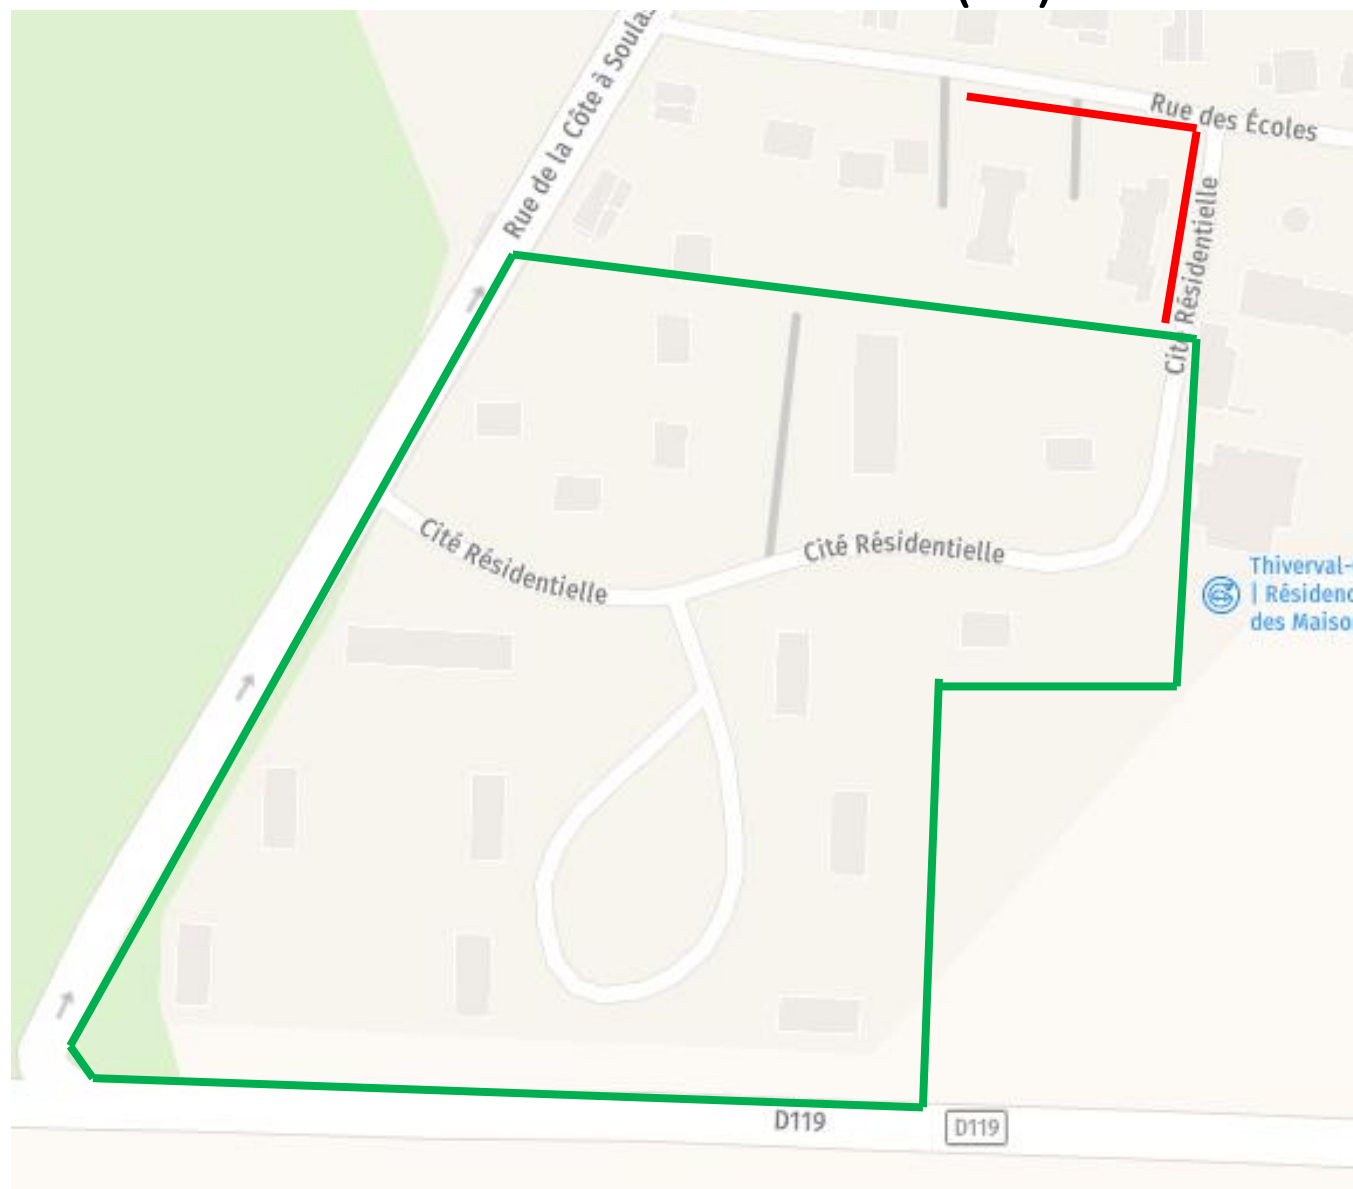 Rue de la Côte à
Rue des Écoles
Cité Résidentielle
Cité Résidentielle
Cité Résidentielle
Thiverval-
| Résidenc
des Maiso
D119
D119